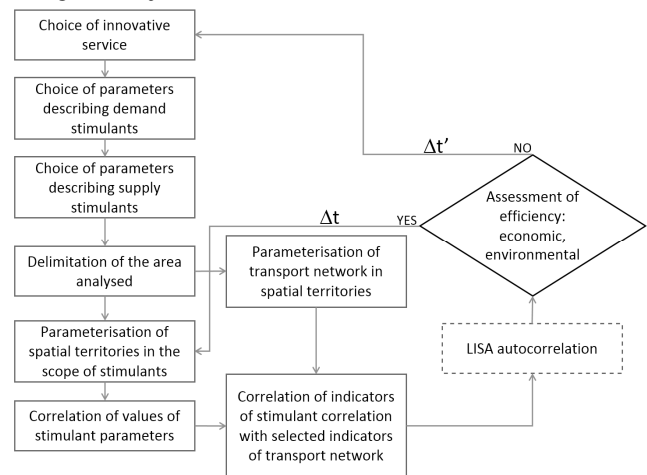 Choice of innovative
service
Choice of parameters
describing demand
stimulants
Choice of parameters
describing supply
stimulants
Delimitation of the area
analysed
Parameterisation of
spatial territories in the
scope of stimulants
Correlation of values of
stimulant parameters
Parameterisation of
transport network in
spatial territories
Correlation of indicators
of stimulant correlation
with selected indicators
of transport network
LISA autocorrelation
Assessment of
efficiency:
economic,
environmental
YES
Δt
NO
Δt’